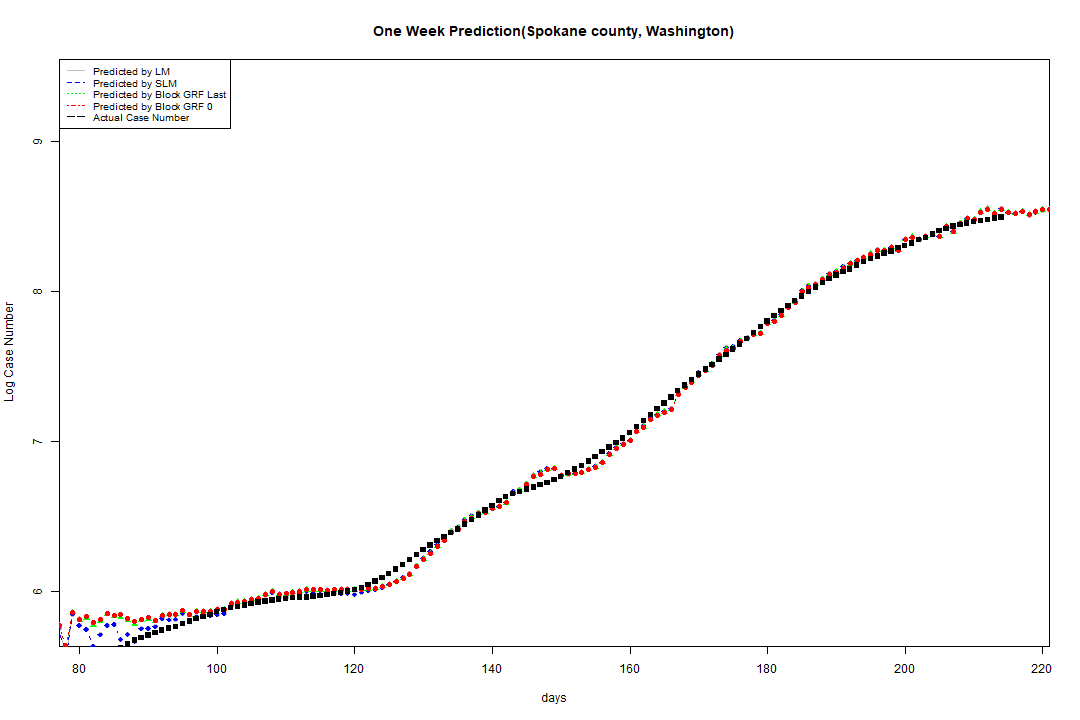 One Week Prediction(Spokane county, Washington)
Predicted by LM
Predicted by SLM
Predicted by Block GRF Last
Predicted by Block GRF 0
Actual Case Number
9
8
7
6
Log Case Number
80 100 120 140 160 180 200 220
days